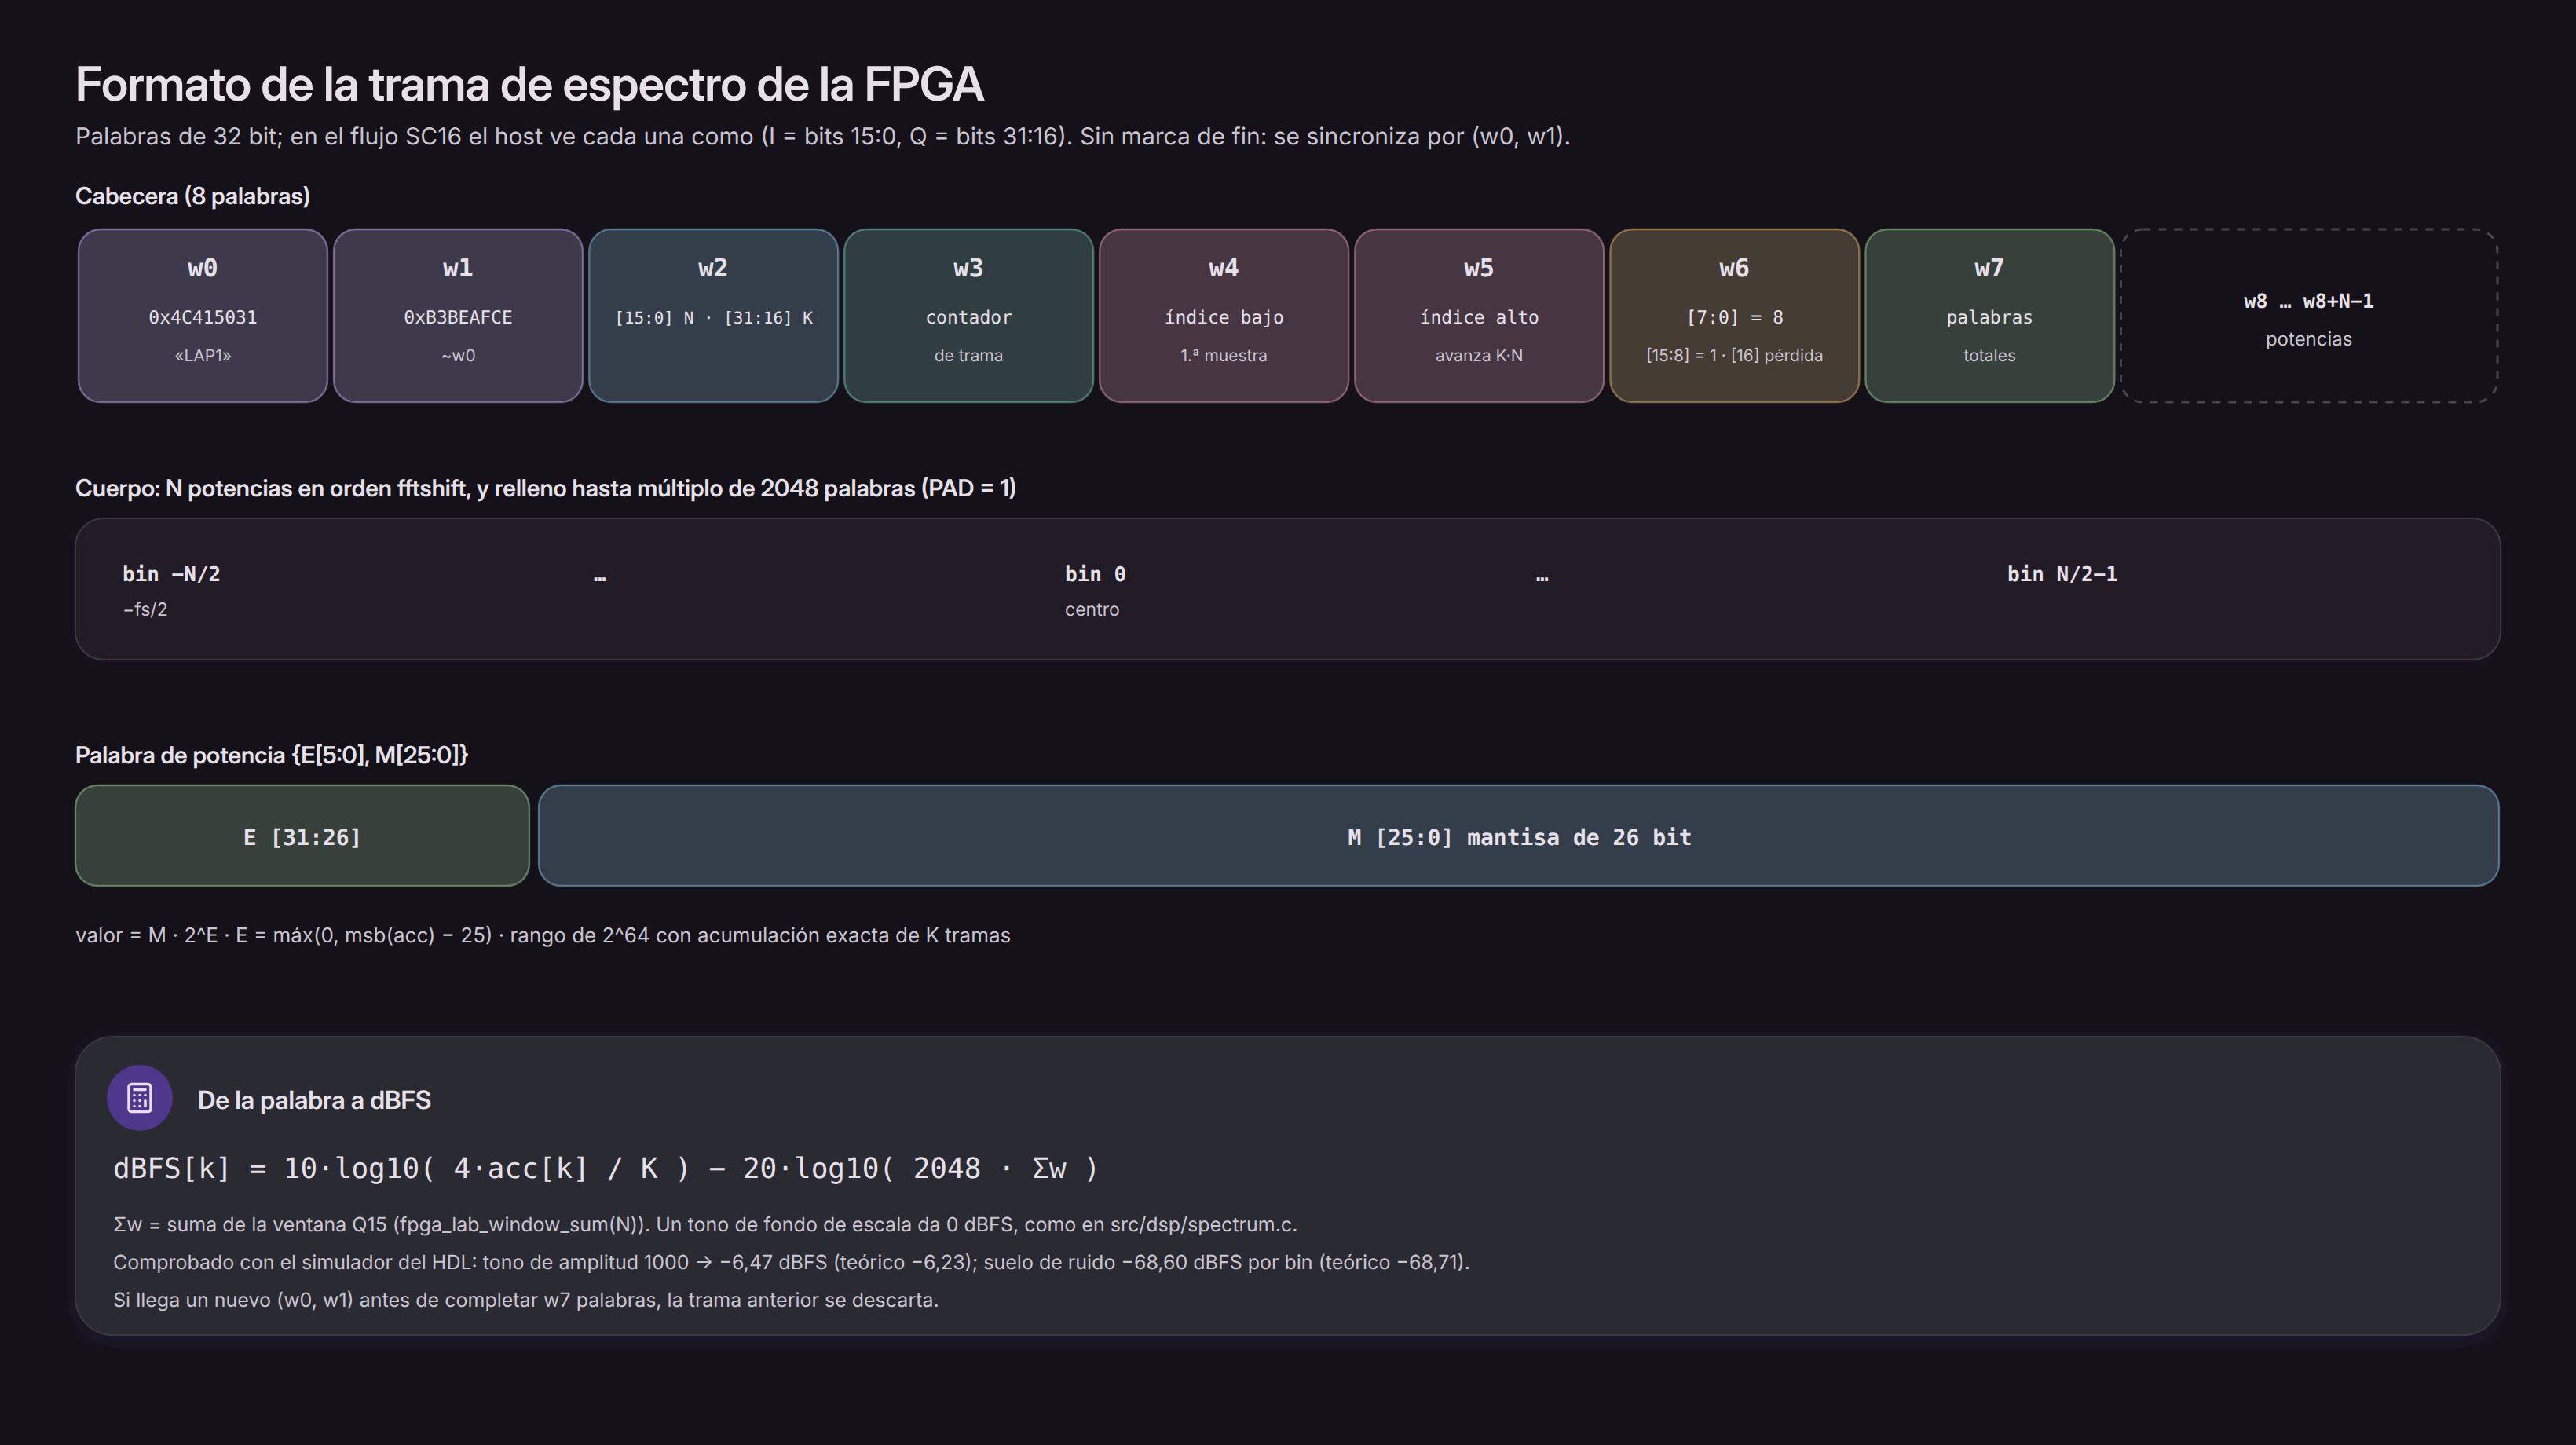 Formato de la trama de espectro de la FPGA
Palabras de 32 bit; en el flujo SC16 el host ve cada una como (I = bits 15:0, Q = bits 31:16). Sin marca de fin: se sincroniza por (w0, w1).
Cabecera (8 palabras)
w0
0x4C415031
«LAP1»
w1
0xB3BEAFCE
~w0
w2
[15:0] N · [31:16] K
w3
contador
de trama
w4
índice bajo
1.ª muestra
w5
índice alto
avanza K·N
w6
[7:0] = 8
[15:8] = 1 · [16] pérdida
w7
palabras
totales
w8 … w8+N−1
potencias
Cuerpo: N potencias en orden fftshift, y relleno hasta múltiplo de 2048 palabras (PAD = 1)
bin −N/2
−fs/2
…
bin 0
centro
…
bin N/2−1
Palabra de potencia {E[5:0], M[25:0]}
E [31:26]
M [25:0] mantisa de 26 bit
valor = M · 2^E · E = máx(0, msb(acc) − 25) · rango de 2^64 con acumulación exacta de K tramas
De la palabra a dBFS
dBFS[k] = 10·log10( 4·acc[k] / K ) − 20·log10( 2048 · Σw )
Σw = suma de la ventana Q15 (fpga_lab_window_sum(N)). Un tono de fondo de escala da 0 dBFS, como en src/dsp/spectrum.c.
Comprobado con el simulador del HDL: tono de amplitud 1000 → −6,47 dBFS (teórico −6,23); suelo de ruido −68,60 dBFS por bin (teórico −68,71).
Si llega un nuevo (w0, w1) antes de completar w7 palabras, la trama anterior se descarta.